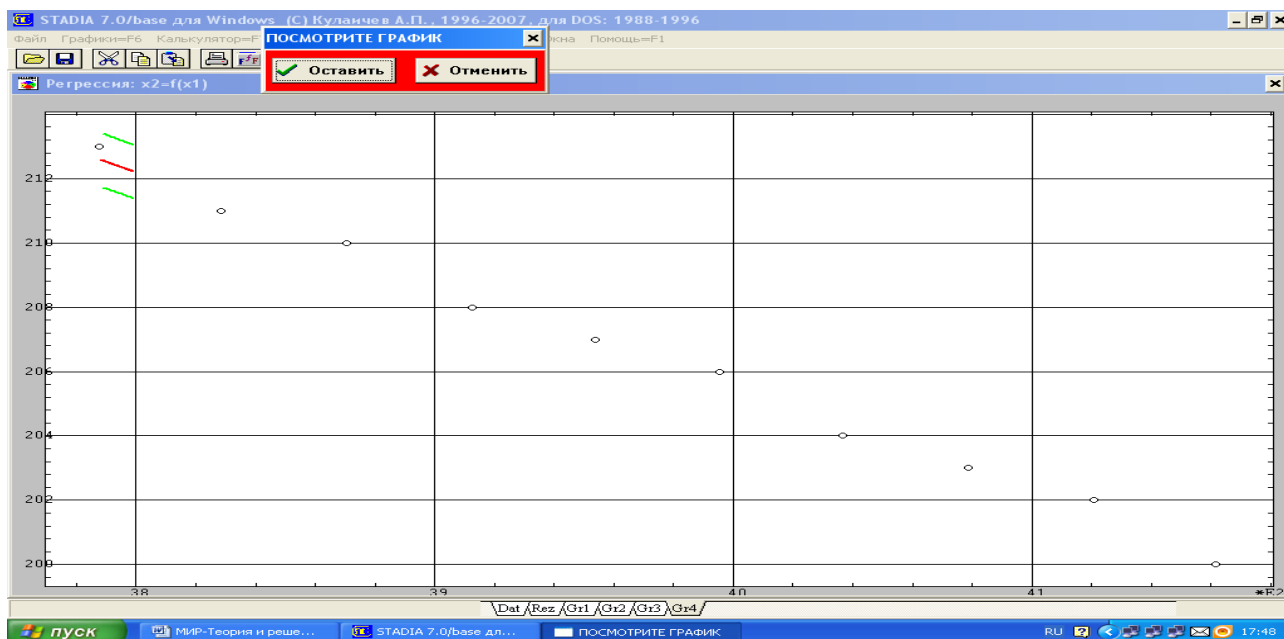 STADIA 7.0/base для Windows (C) Кулаичев А.П., 1996-2007, для DOS: 1988-1996
Файл Графики=F6 Калькулятор=F Помощь=F1
ПОСМОТРИТЕ ГРАФИК
Оставить Отменить
Регрессия: x2=f(x1)
212
210
208
206
204
202
200
38 39 40 41 *E2
Dat Rez Gr1 Gr2 Gr3 Gr4
пуск МИР-Теория и реше... STADIA 7.0/base дл... ПОСМОТРИТЕ ГРАФИК RU 17:48